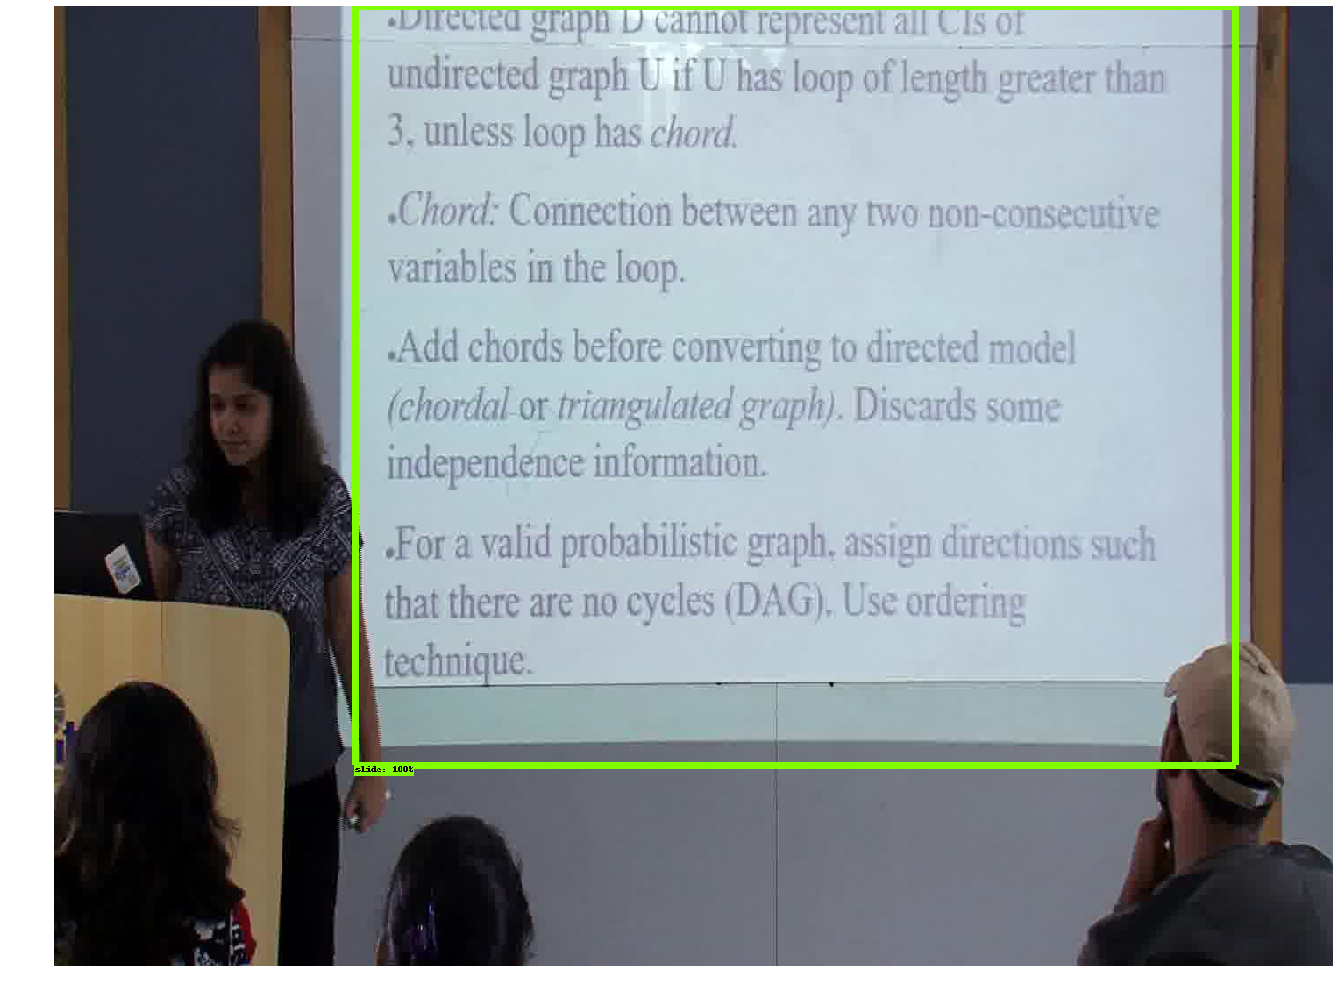 •Directed graph D cannot represent all CIs of
undirected graph U if U has loop of length greater than
3, unless loop has chord.
•Chord: Connection between any two non-consecutive
variables in the loop.
•Add chords before converting to directed model
(chordal or triangulated graph). Discards some
independence information.
•For a valid probabilistic graph, assign directions such
that there are no cycles (DAG). Use ordering
technique.
slide: 100%